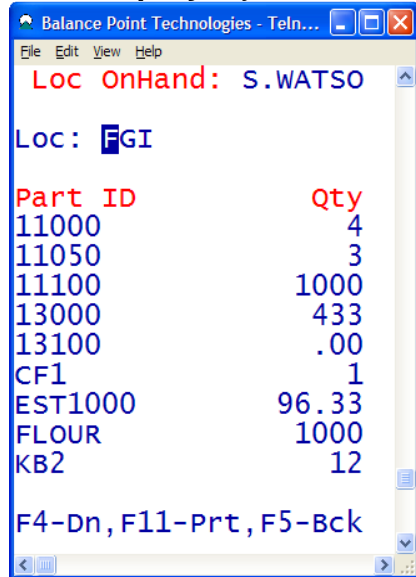 Balance Point Technologies - Teln...
File Edit View Help
Loc OnHand: S.WATSO
Loc: FGI
Part ID Qty
11000 4
11050 3
11100 1000
13000 433
13100 .00
CF1 1
EST1000 96.33
FLOUR 1000
KB2 12
F4-Dn,F11-Prt,F5-Bck